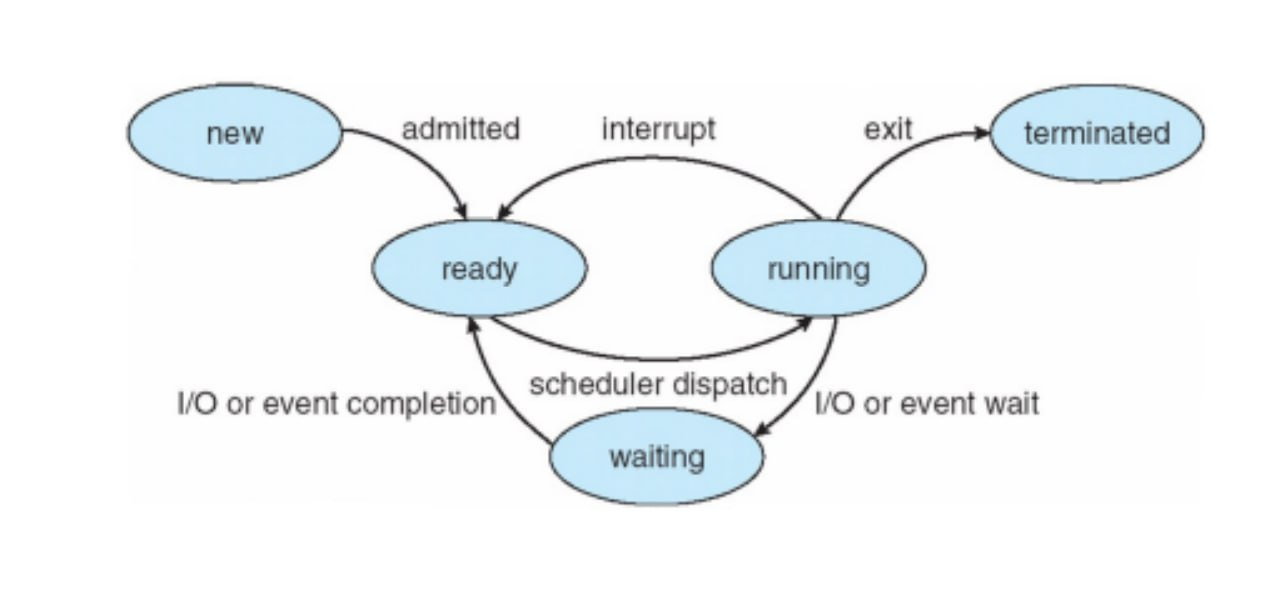 new
admitted
interrupt
exit
terminated
ready
running
scheduler dispatch
I/O or event completion
I/O or event wait
waiting